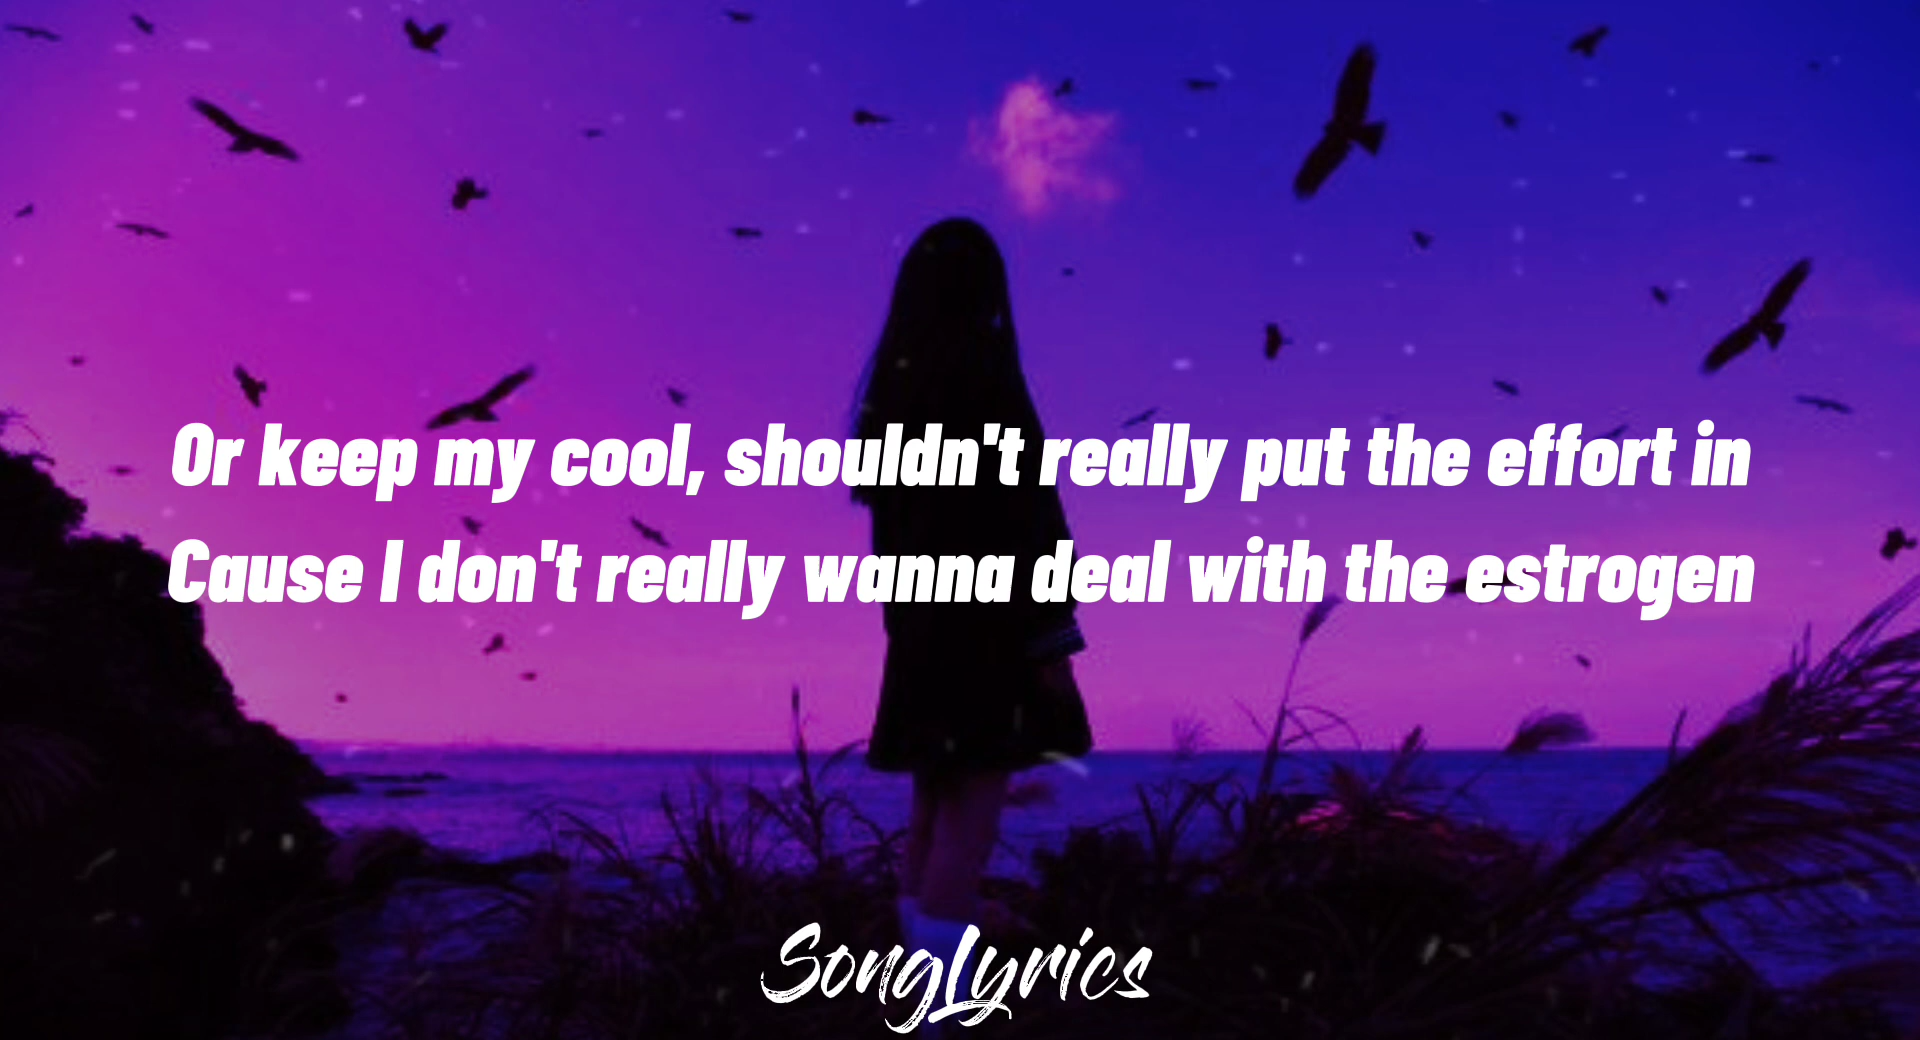 Or keep my cool, shouldn't really put the effort in
Cause I don't really wanna deal with the estrogen
SongLyrics